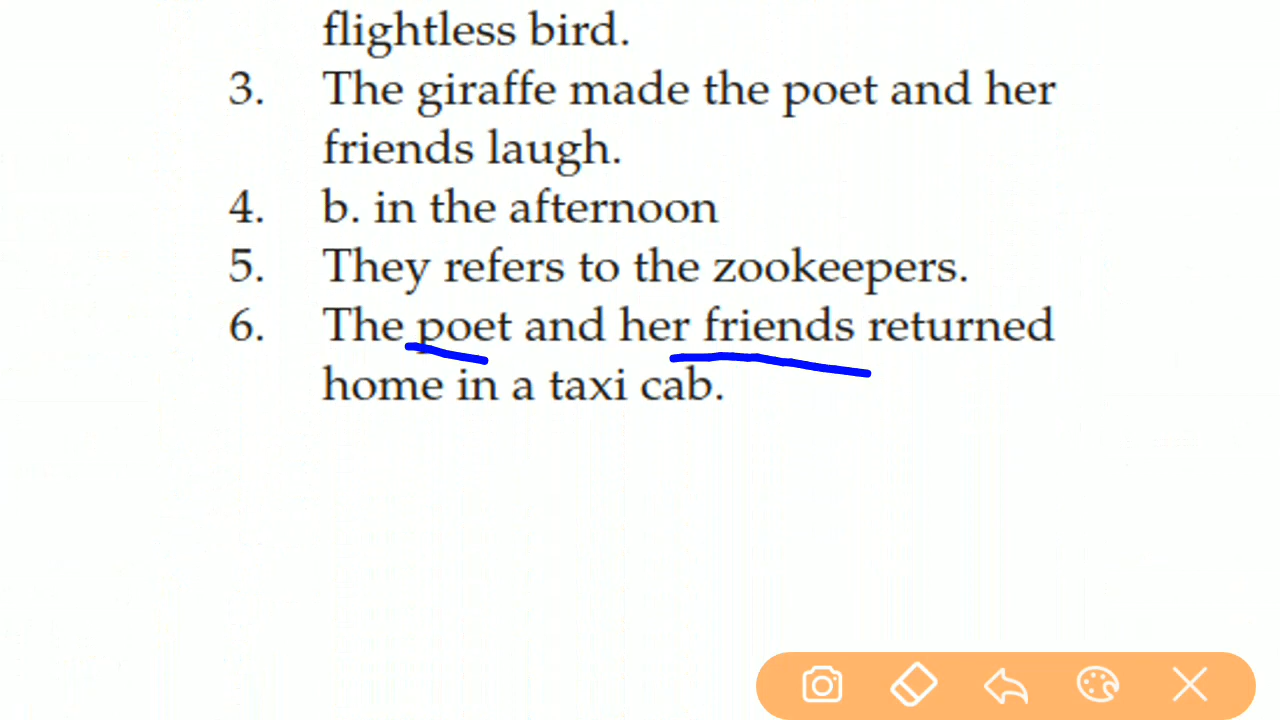 flightless bird.
3. The giraffe made the poet and her
friends laugh.
4. b. in the afternoon
5. They refers to the zookeepers.
6. The poet and her friends returned
home in a taxi cab.